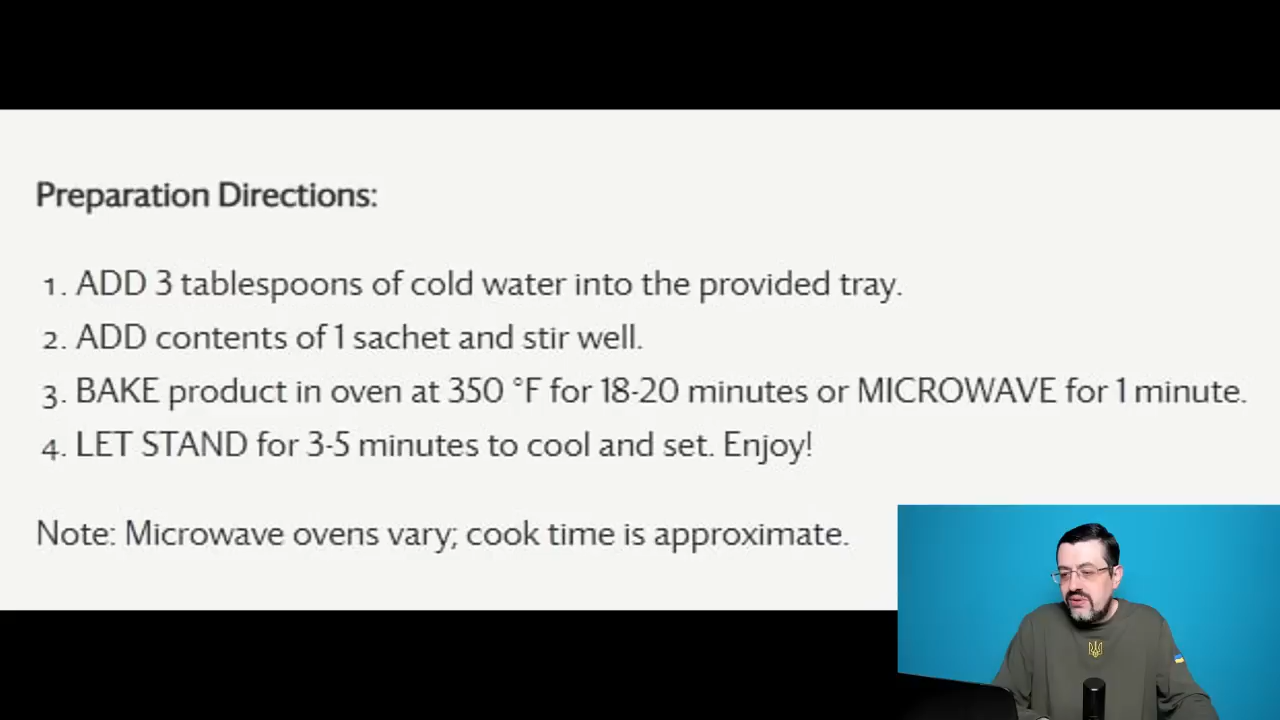 Preparation Directions:
1. ADD 3 tablespoons of cold water into the provided tray.
2. ADD contents of 1 sachet and stir well.
3. BAKE product in oven at 350 °F for 18-20 minutes or MICROWAVE for 1 minute.
4. LET STAND for 3-5 minutes to cool and set. Enjoy!
Note: Microwave ovens vary; cook time is approximate.